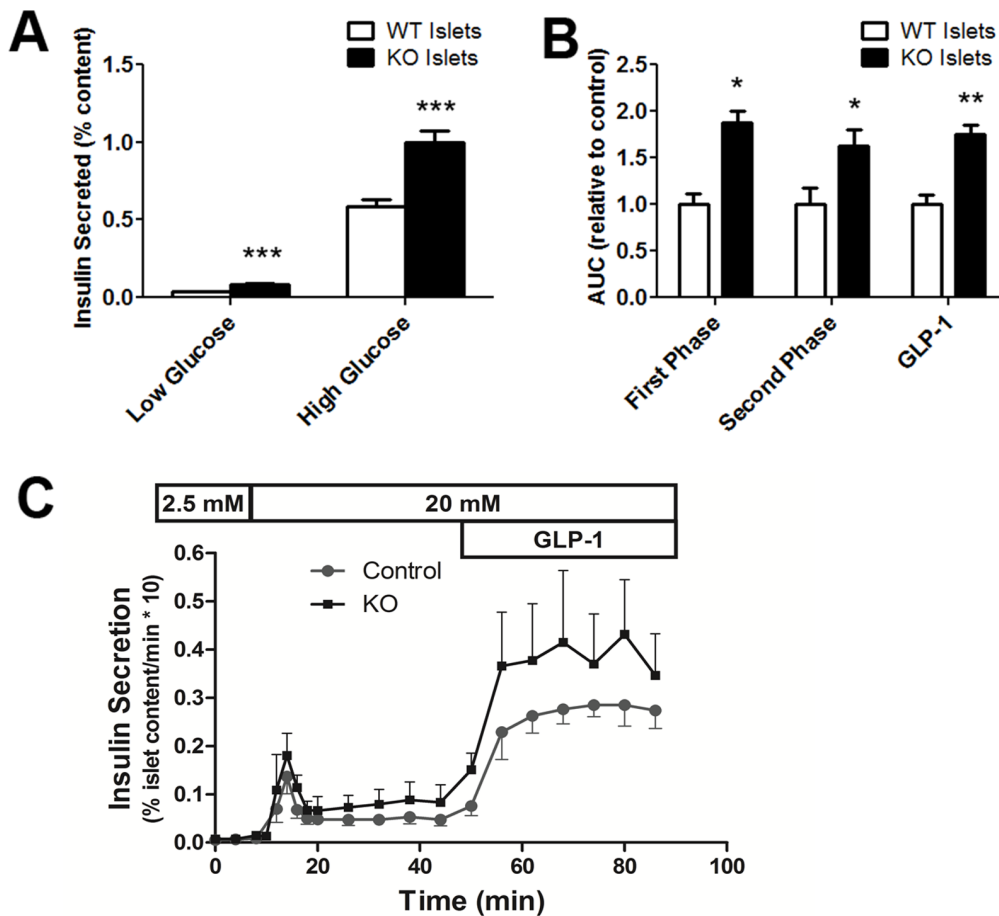 A
WT Islets
KO Islets
Insulin Secreted (% content)
1.5
1.0
0.5
0.0
***
***
Low Glucose
High Glucose
B
WT Islets
KO Islets
AUC (relative to control)
2.5
2.0
1.5
1.0
0.5
0.0
*
*
**
First Phase
Second Phase
GLP-1
C
2.5 mM
20 mM
GLP-1
Control
KO
Insulin Secretion
(% islet content/min * 10)
0.6
0.5
0.4
0.3
0.2
0.1
0.0
0
20
40
60
80
100
Time (min)